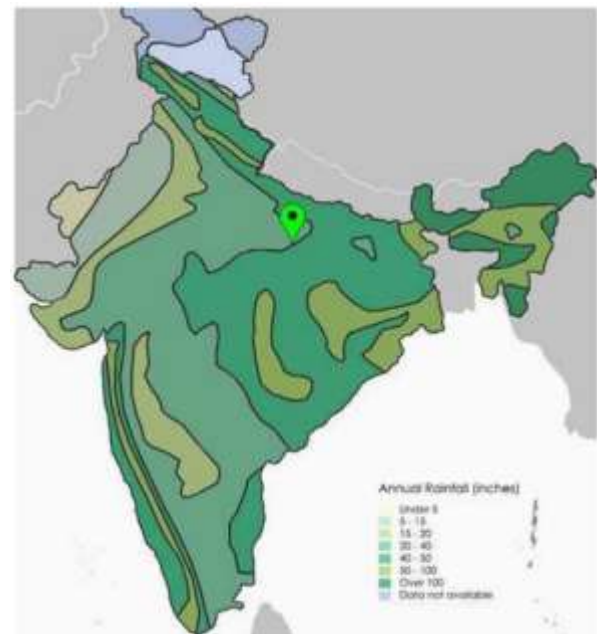 Annual Rainfall (inches)
Under 5
5 - 15
15 - 20
20 - 40
40 - 50
50 - 100
Over 100
Data not available